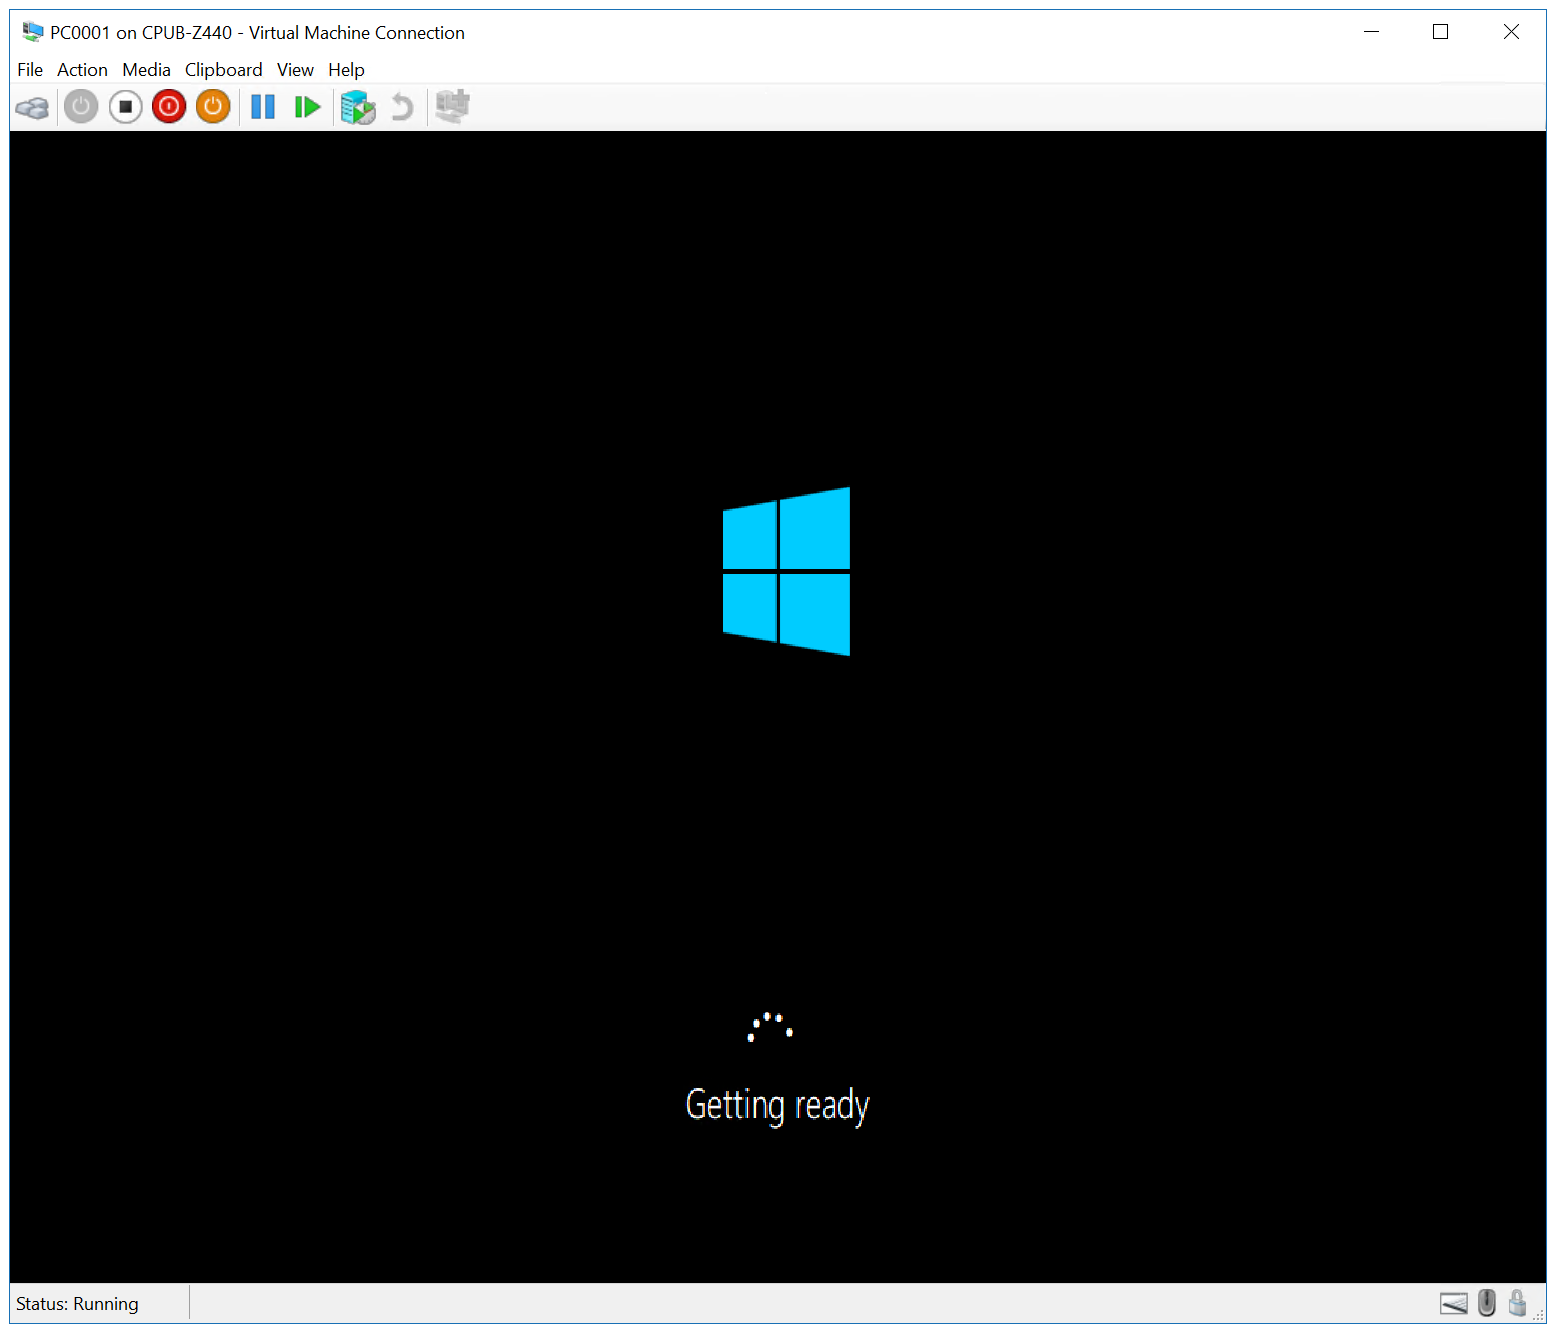 PC0001 on CPUB-Z440 - Virtual Machine Connection
File Action Media Clipboard View Help
Getting ready
Status: Running